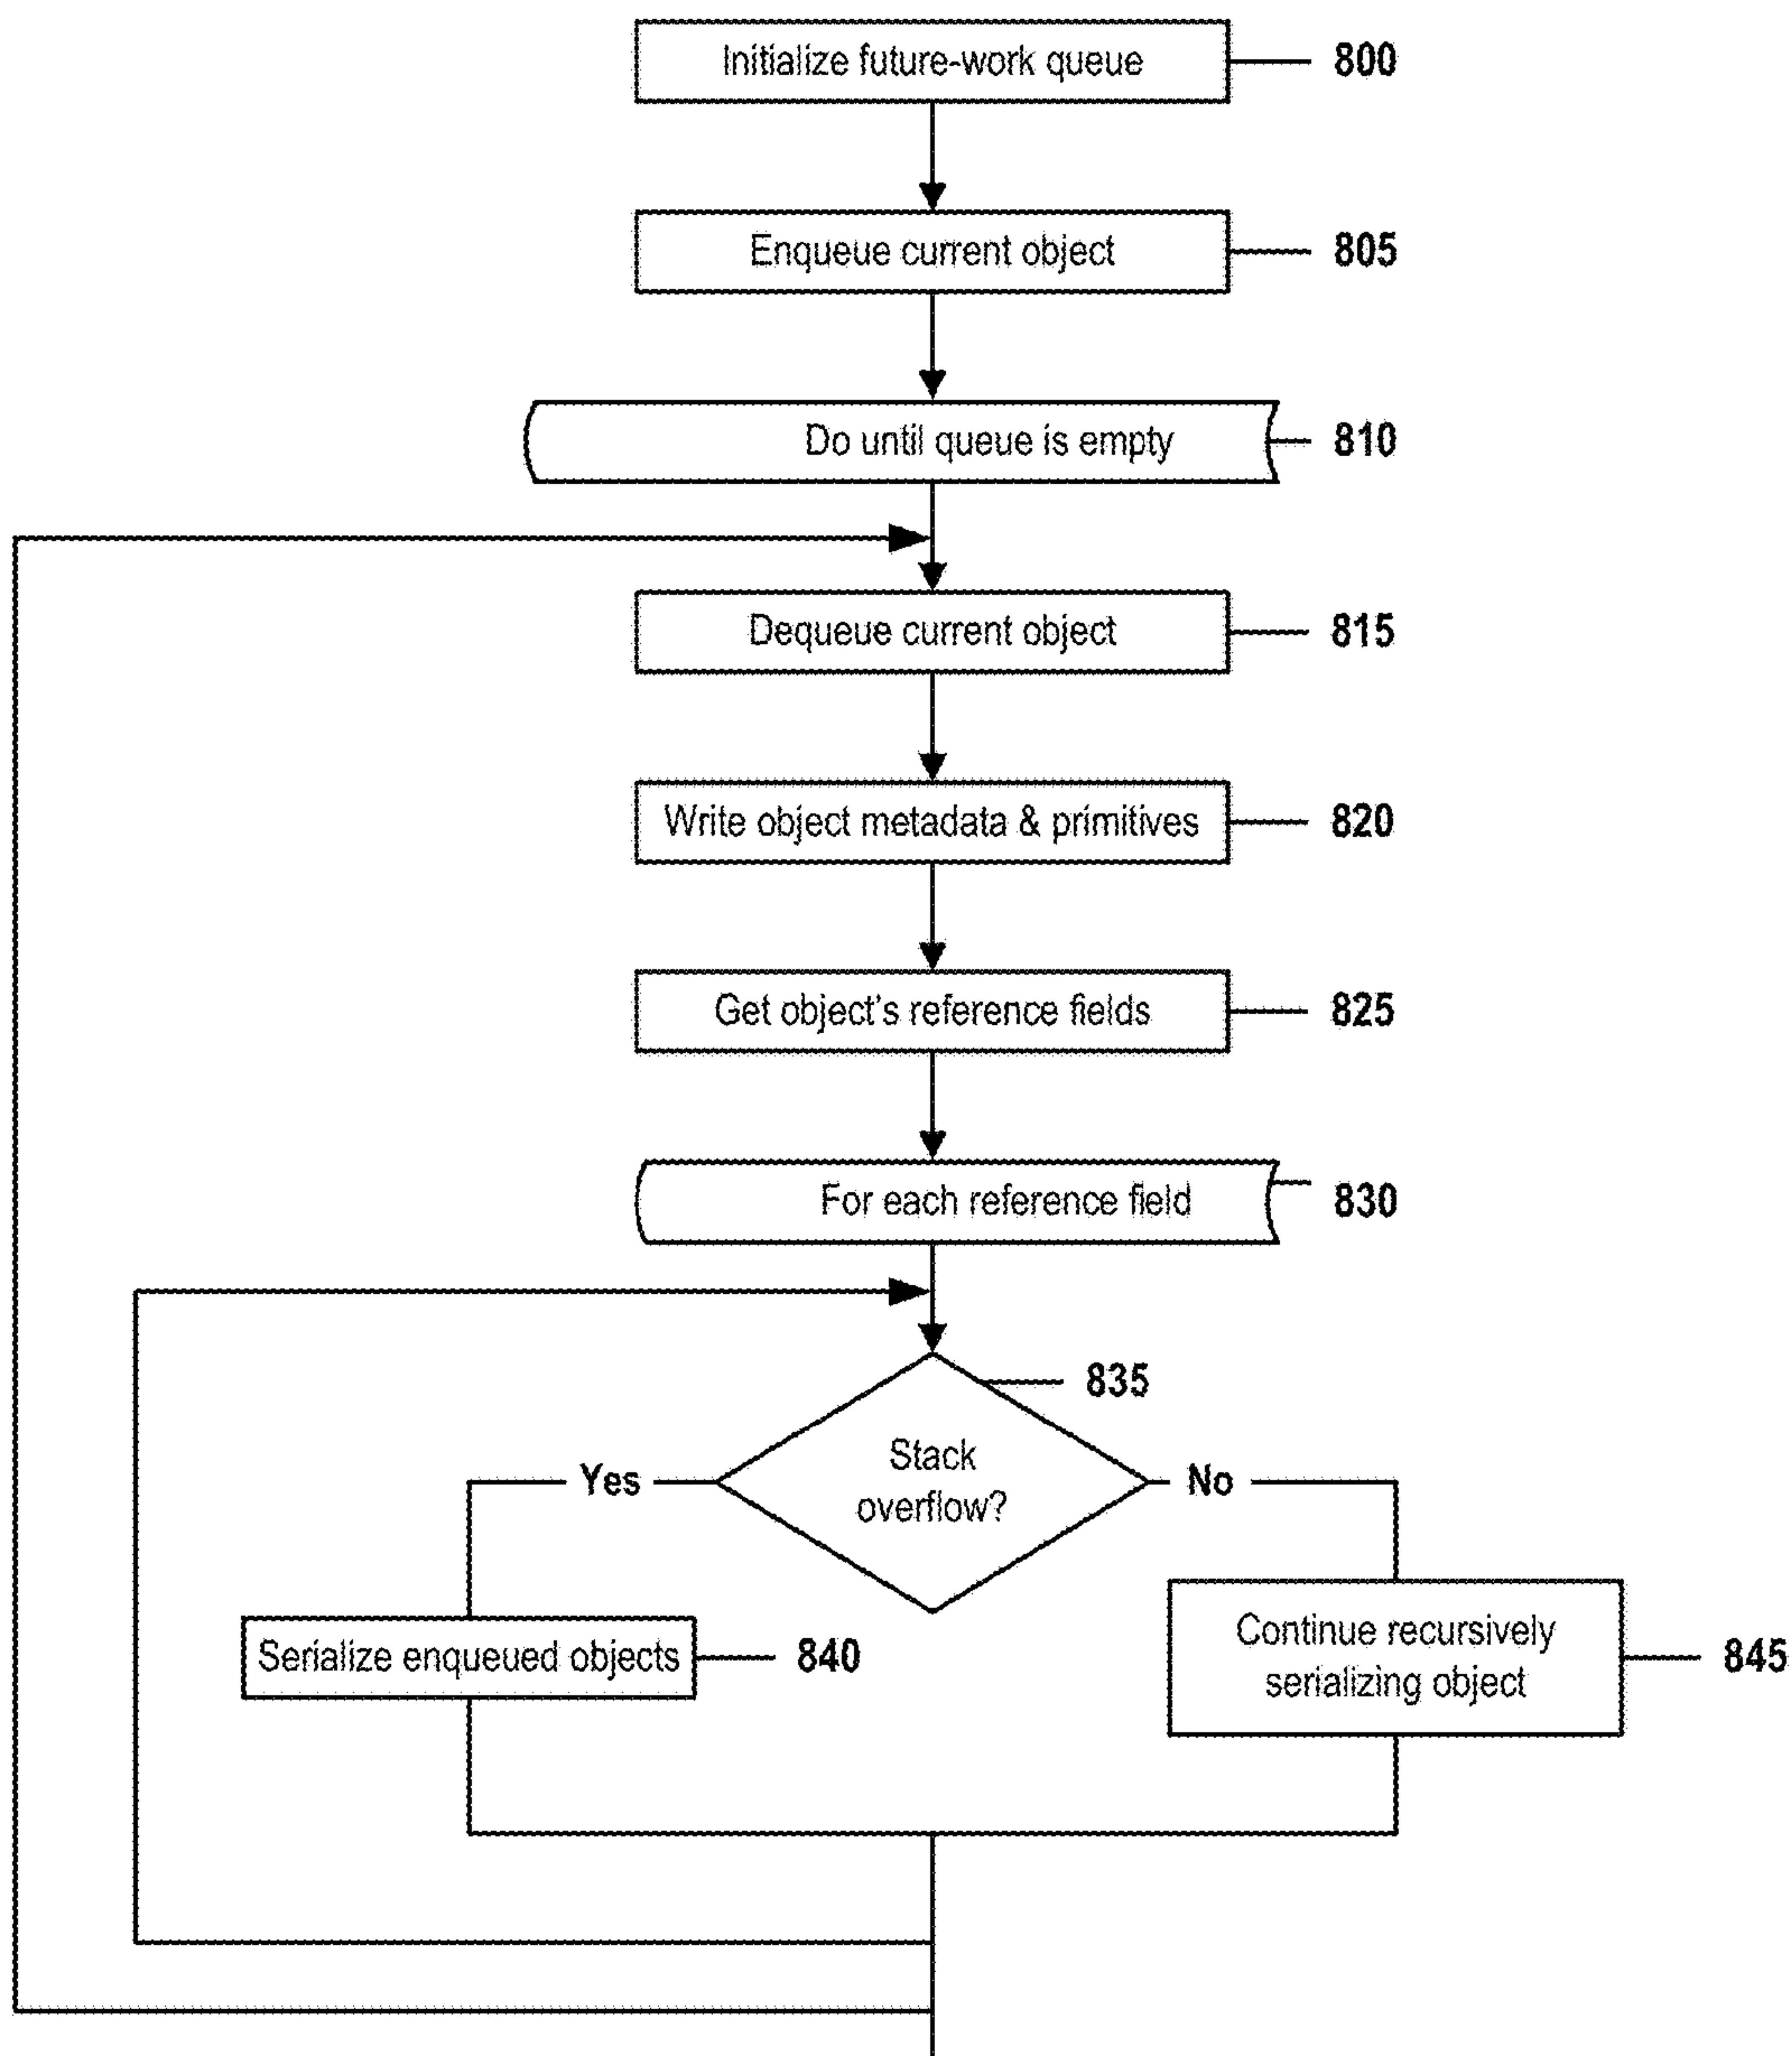 Initialize future-work queue
800
Enqueue current object
805
Do until queue is empty
810
Dequeue current object
815
Write object metadata & primitives
820
Get object's reference fields
825
For each reference field
830
835
Stack
overflow?
Yes
No
Serialize enqueued objects
840
Continue recursively
serializing object
845